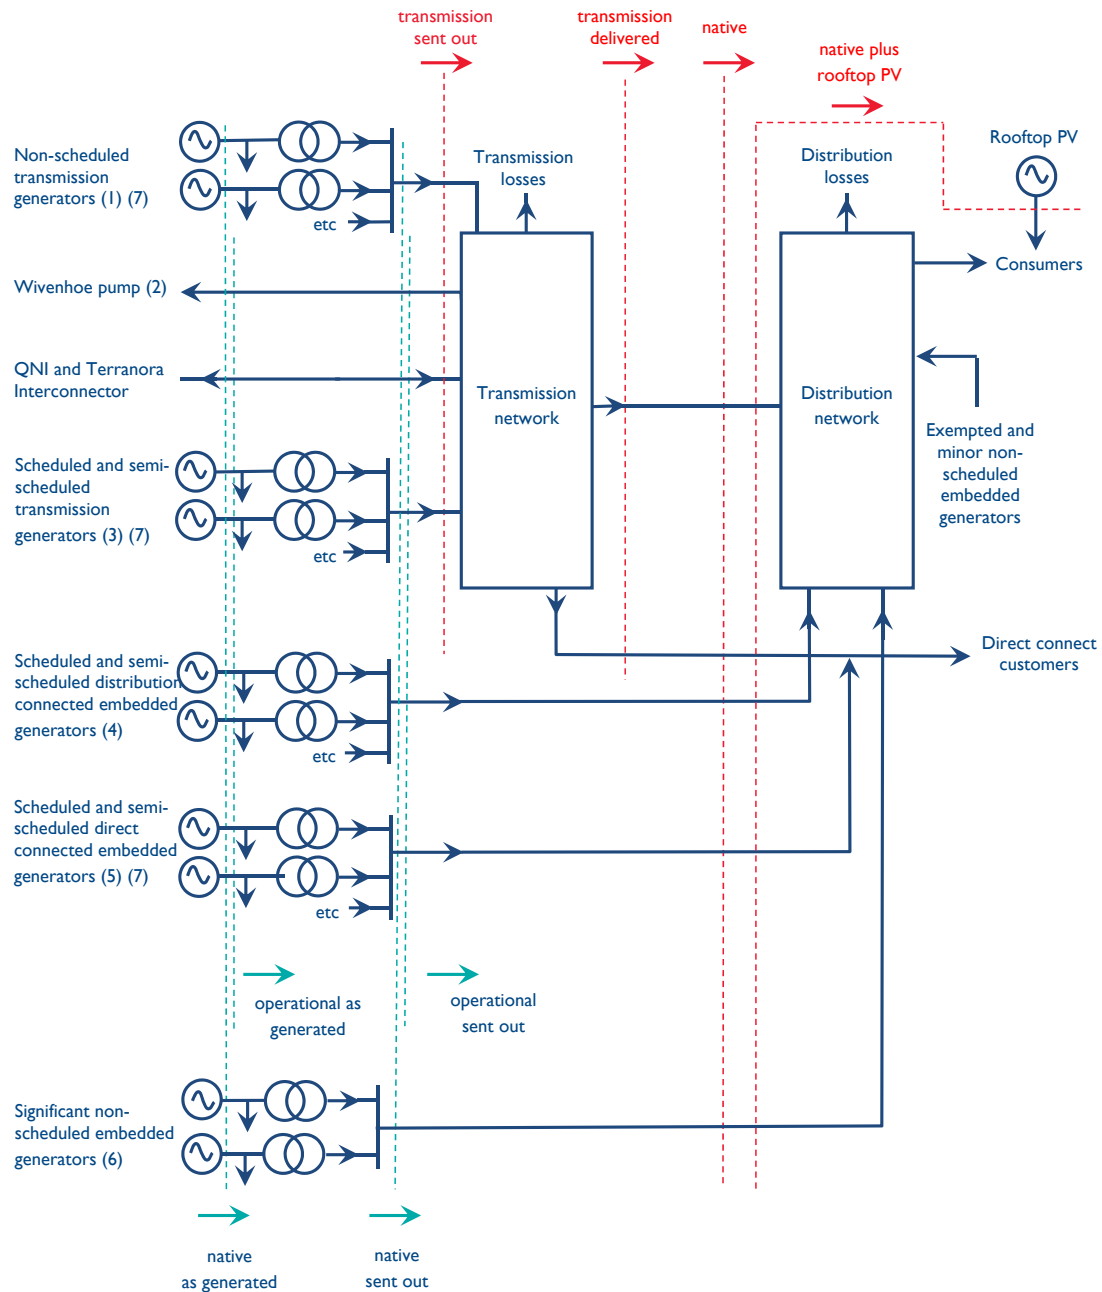 transmission
sent out
transmission
delivered
native
native plus
rooftop PV
Non-scheduled
transmission
generators (1) (7)
etc
Transmission
losses
Distribution
losses
Rooftop PV
Consumers
Wivenhoe pump (2)
QNI and Terranora
Interconnector
Transmission
network
Distribution
network
Exempted and
minor non-
scheduled
embedded
generators
Scheduled and semi-
scheduled
transmission
generators (3) (7)
etc
Direct connect
customers
Scheduled and semi-
scheduled distribution
connected embedded
generators (4)
etc
Scheduled and semi-
scheduled direct
connected embedded
generators (5) (7)
etc
operational as
generated
operational
sent out
Significant non-
scheduled embedded
generators (6)
native
as generated
native
sent out